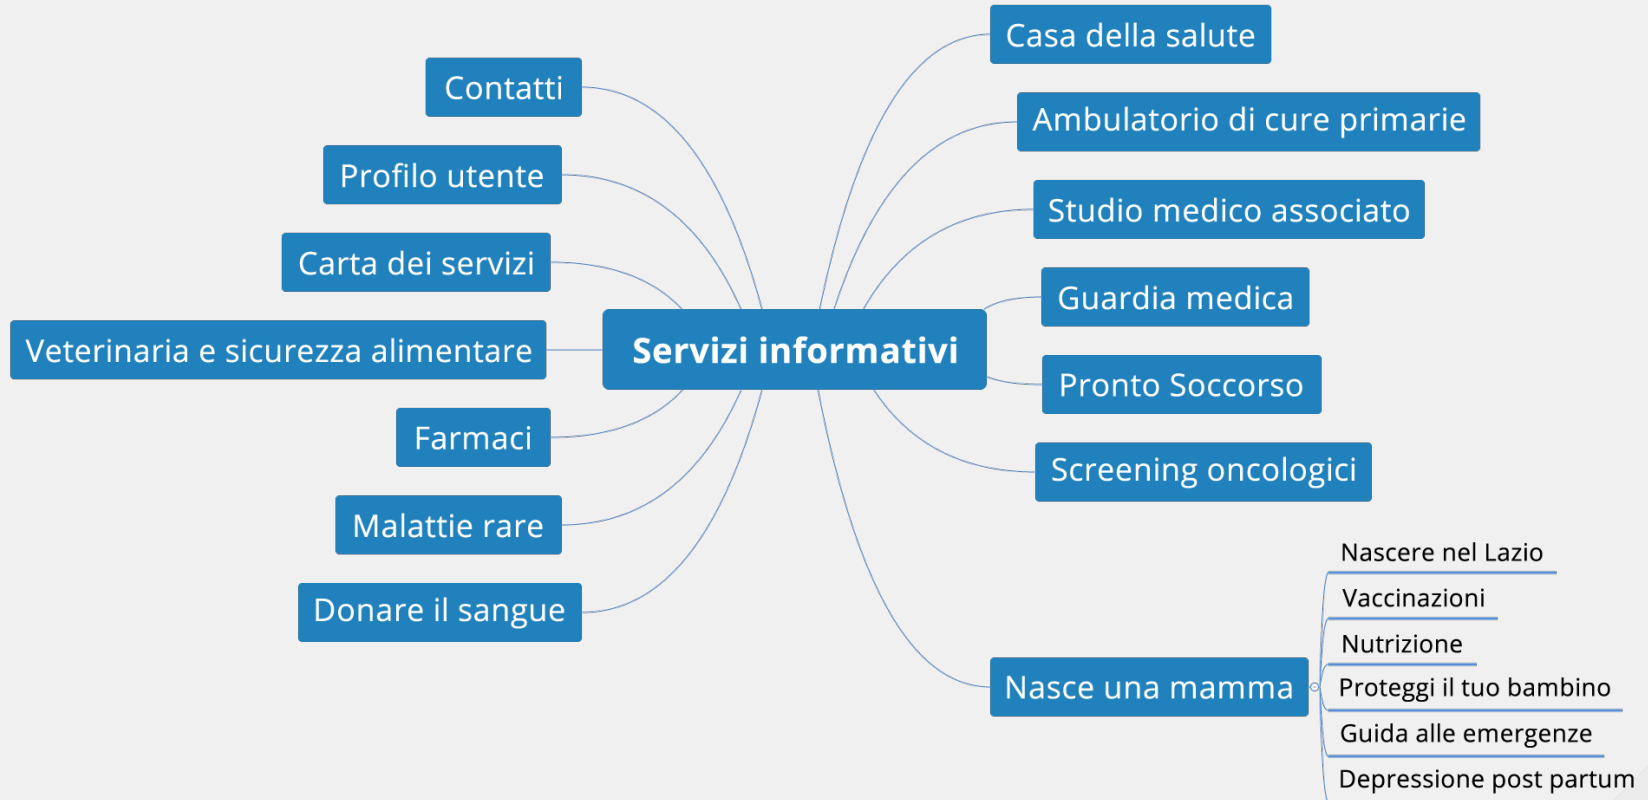 Contatti
Profilo utente
Carta dei servizi
Veterinaria e sicurezza alimentare
Farmaci
Malattie rare
Donare il sangue
Servizi informativi
Casa della salute
Ambulatorio di cure primarie
Studio medico associato
Guardia medica
Pronto Soccorso
Screening oncologici
Nasce una mamma
Nascere nel Lazio
Vaccinazioni
Nutrizione
Proteggi il tuo bambino
Guida alle emergenze
Depressione post partum